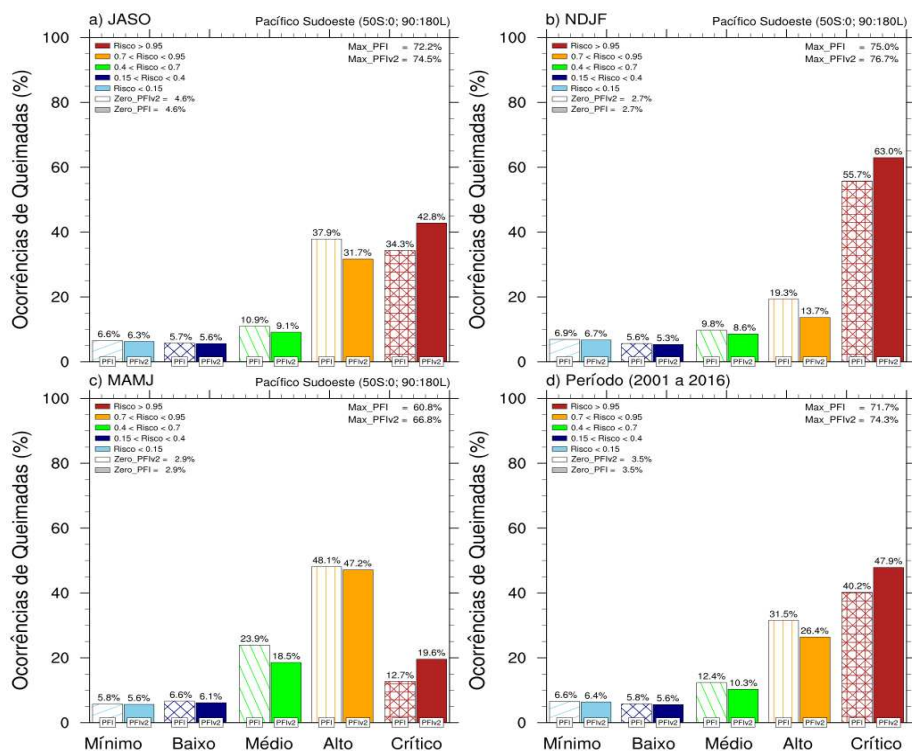 a) JASO
Pacífico Sudoeste (50S:0; 90:180L)
Ocorrências de Queimadas (%)
100
80
60
40
20
0
Risco > 0.95
0.7 < Risco < 0.95
0.4 < Risco < 0.7
0.15 < Risco < 0.4
Risco < 0.15
Zero_PFIv2 = 4.6%
Zero_PFI = 4.6%
Max_PFI = 72.2%
Max_PFIv2 = 74.5%
6.6%
6.3%
5.7%
5.6%
10.9%
9.1%
37.9%
31.7%
34.3%
42.8%
PFI PFIv2 PFI PFIv2 PFI PFIv2 PFI PFIv2 PFI PFIv2
b) NDJF
Pacífico Sudoeste (50S:0; 90:180L)
Ocorrências de Queimadas (%)
100
80
60
40
20
0
Risco > 0.95
0.7 < Risco < 0.95
0.4 < Risco < 0.7
0.15 < Risco < 0.4
Risco < 0.15
Zero_PFIv2 = 2.7%
Zero_PFI = 2.7%
Max_PFI = 75.0%
Max_PFIv2 = 76.7%
6.9%
6.7%
5.6%
5.3%
9.8%
8.6%
19.3%
13.7%
55.7%
63.0%
PFI PFIv2 PFI PFIv2 PFI PFIv2 PFI PFIv2 PFI PFIv2
c) MAMJ
Pacífico Sudoeste (50S:0; 90:180L)
Ocorrências de Queimadas (%)
100
80
60
40
20
0
Risco > 0.95
0.7 < Risco < 0.95
0.4 < Risco < 0.7
0.15 < Risco < 0.4
Risco < 0.15
Zero_PFIv2 = 2.9%
Zero_PFI = 2.9%
Max_PFI = 60.8%
Max_PFIv2 = 66.8%
5.8%
5.6%
6.6%
6.1%
23.9%
18.5%
48.1%
47.2%
12.7%
19.6%
PFI PFIv2 PFI PFIv2 PFI PFIv2 PFI PFIv2 PFI PFIv2
Mínimo Baixo Médio Alto Crítico
d) Período (2001 a 2016)
Pacífico Sudoeste (50S:0; 90:180L)
Ocorrências de Queimadas (%)
100
80
60
40
20
0
Risco > 0.95
0.7 < Risco < 0.95
0.4 < Risco < 0.7
0.15 < Risco < 0.4
Risco < 0.15
Zero_PFIv2 = 3.5%
Zero_PFI = 3.5%
Max_PFI = 71.7%
Max_PFIv2 = 74.3%
6.6%
6.4%
5.8%
5.6%
12.4%
10.3%
31.5%
26.4%
40.2%
47.9%
PFI PFIv2 PFI PFIv2 PFI PFIv2 PFI PFIv2 PFI PFIv2
Mínimo Baixo Médio Alto Crítico